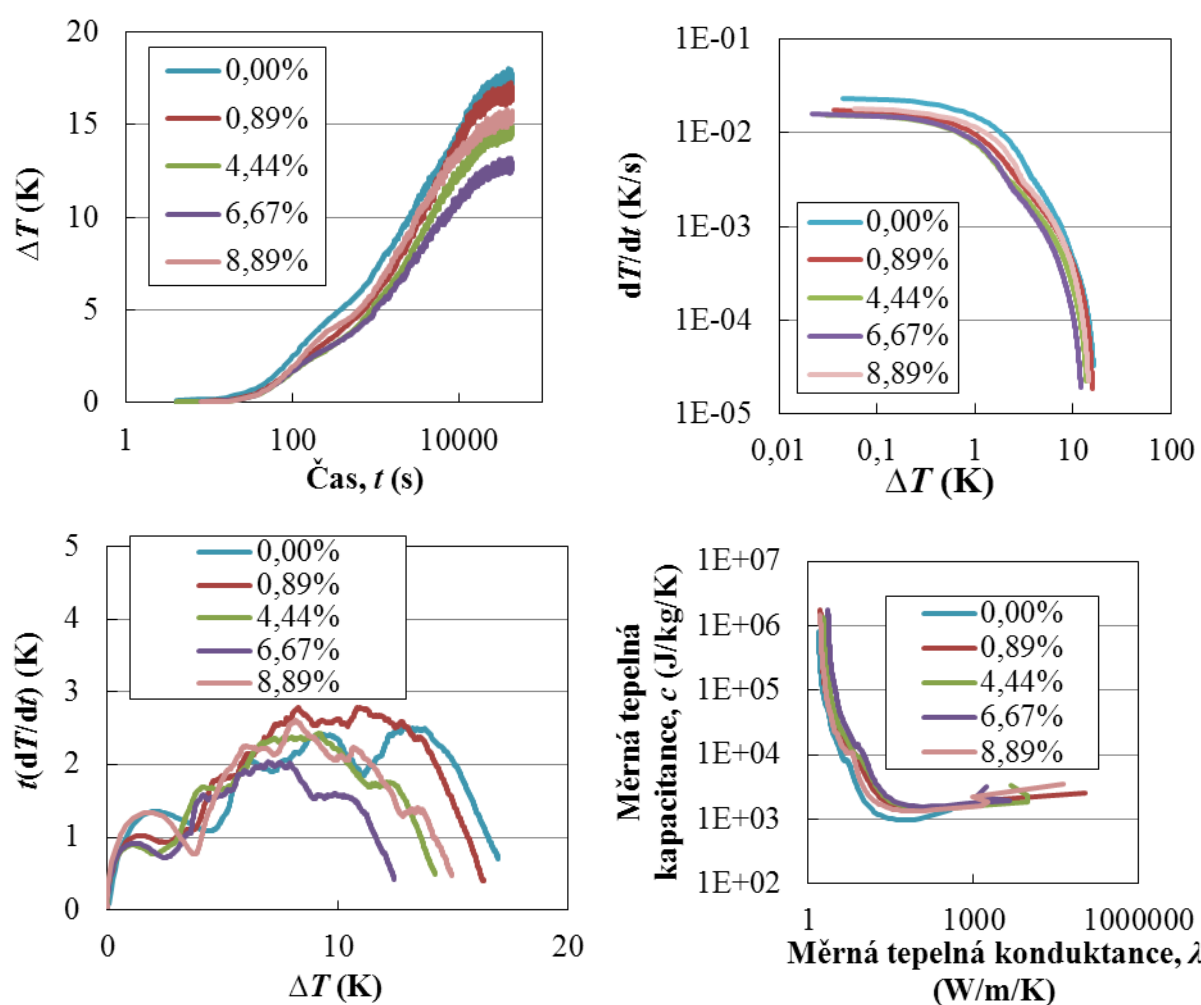 20
15
10
5
0
ΔT (K)
0,00%
0,89%
4,44%
6,67%
8,89%
1
100
10000
Čas, t (s)
1E-01
1E-02
1E-03
1E-04
1E-05
dT/dt (K/s)
0,00%
0,89%
4,44%
6,67%
8,89%
0,01
0,1
1
10
100
ΔT (K)
5
4
3
2
1
0
t(dT/dt) (K)
0,00%
0,89%
4,44%
6,67%
8,89%
0
10
20
ΔT (K)
1E+07
1E+06
1E+05
1E+04
1E+03
1E+02
Měrná tepelná
kapacitance, c (J/kg/K)
0,00%
0,89%
4,44%
6,67%
8,89%
1
1000
1000000
Měrná tepelná konduktance, λ
(W/m/K)